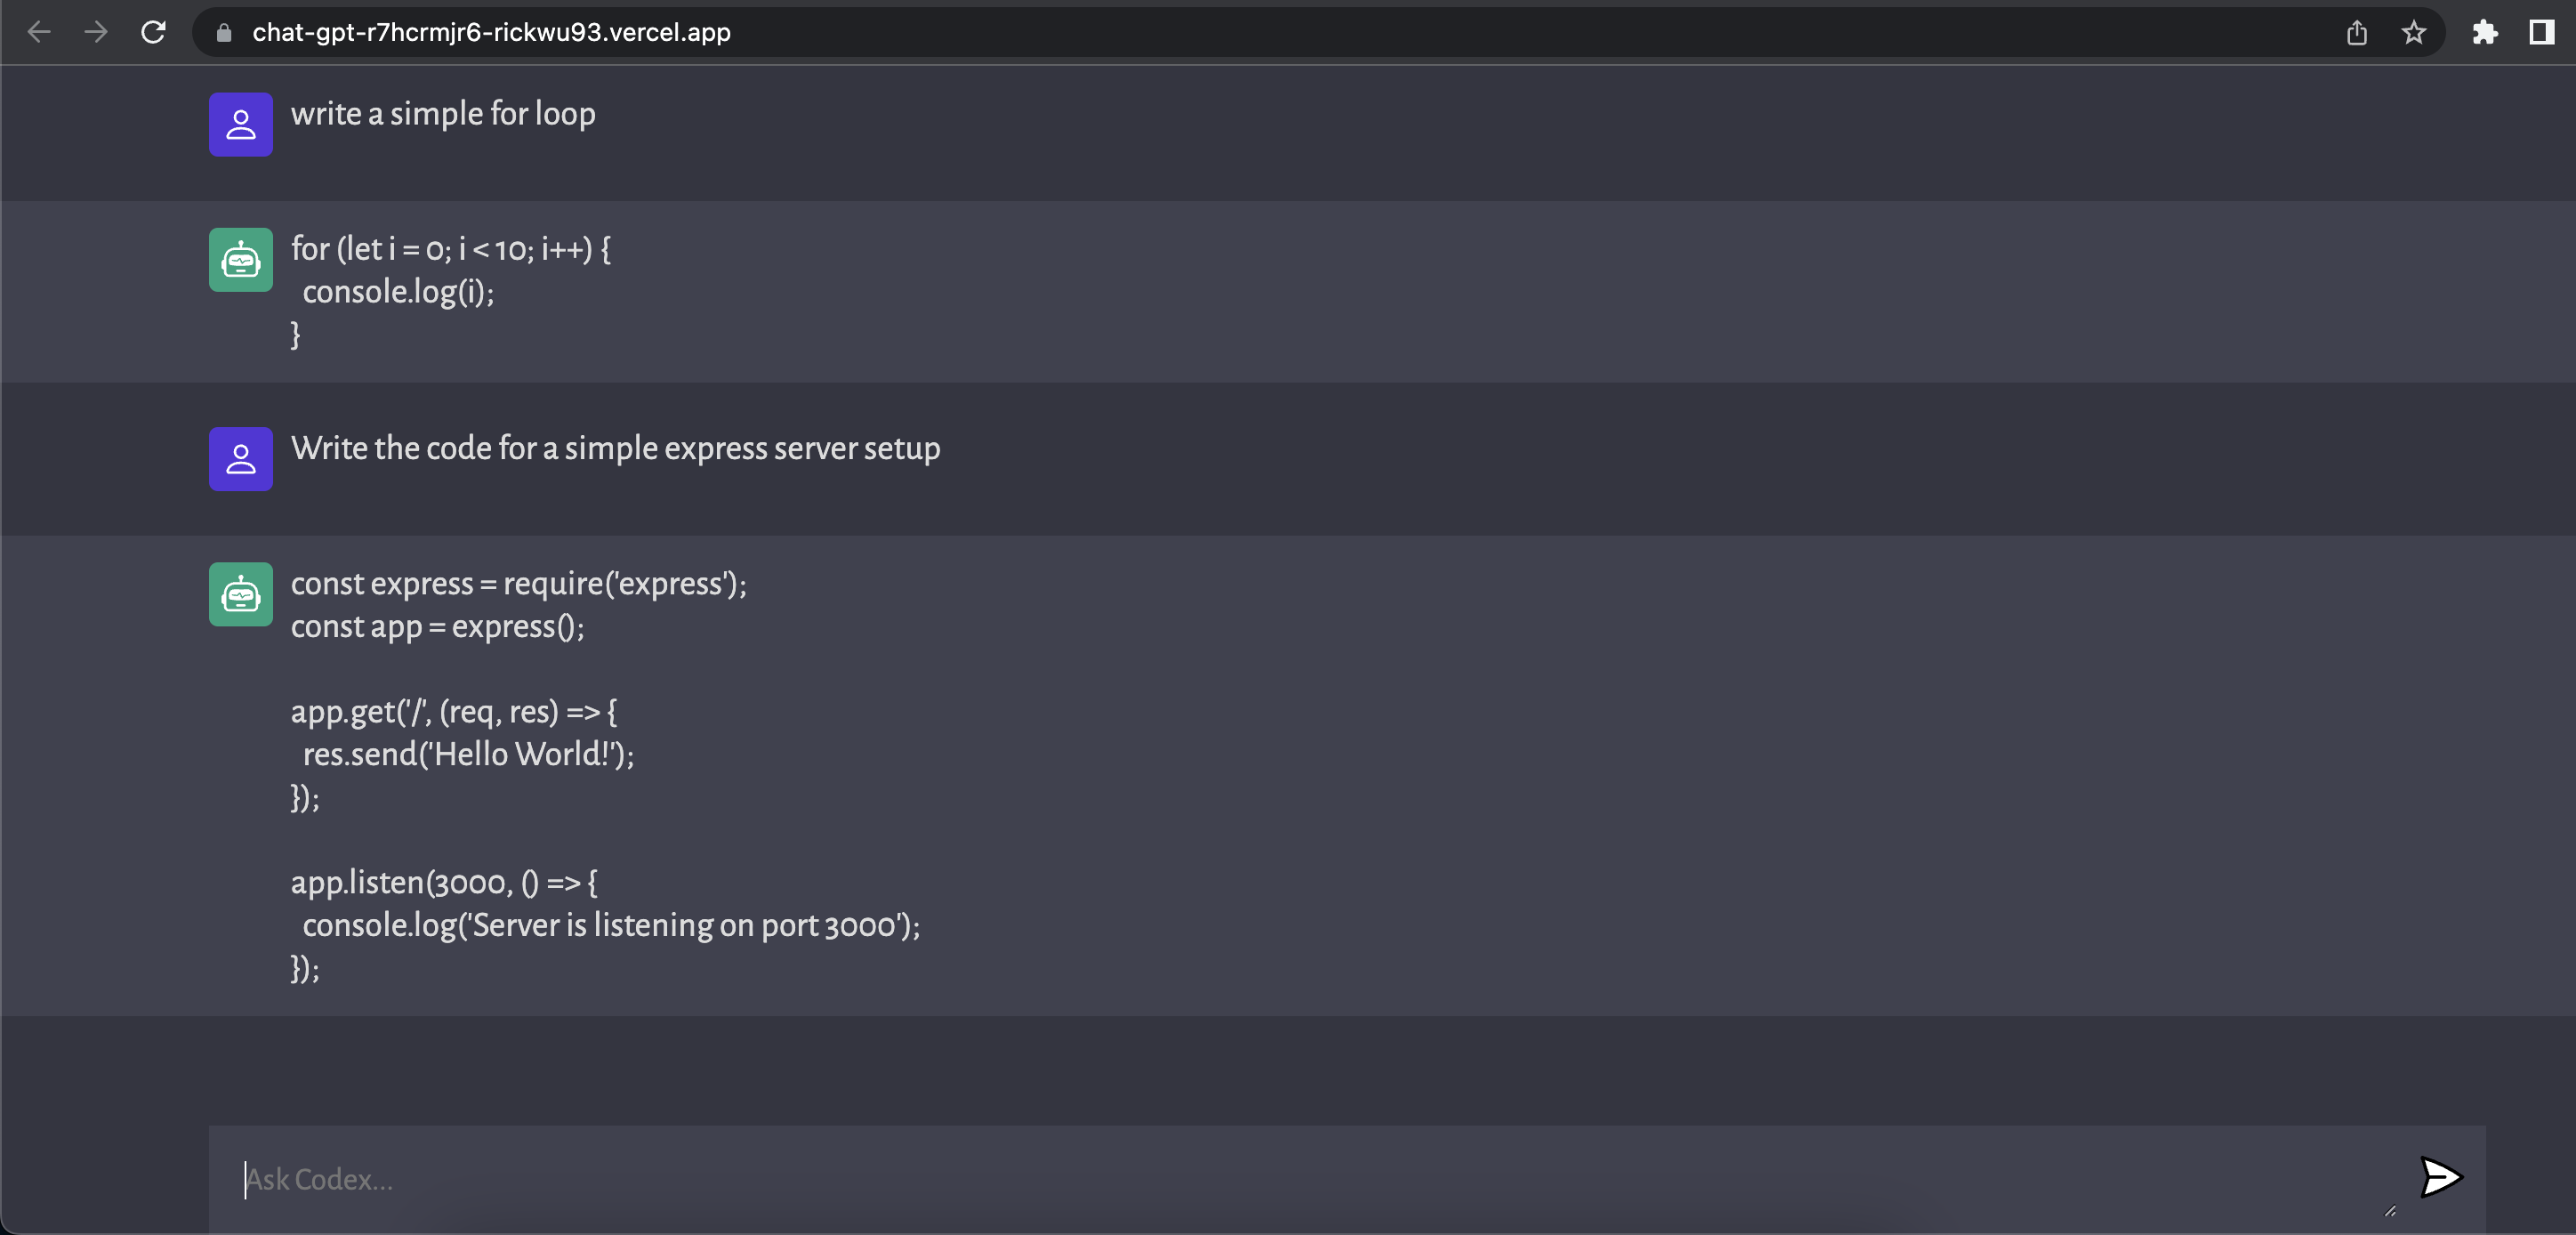 chat-gpt-r7hcrmjr6-rickwu93.vercel.app
write a simple for loop
for (let i = 0; i < 10; i++) {
  console.log(i);
}
Write the code for a simple express server setup
const express = require('express');
const app = express();
app.get('/', (req, res) => {
  res.send('Hello World!');
});
app.listen(3000, () => {
  console.log('Server is listening on port 3000');
});
Ask Codex...